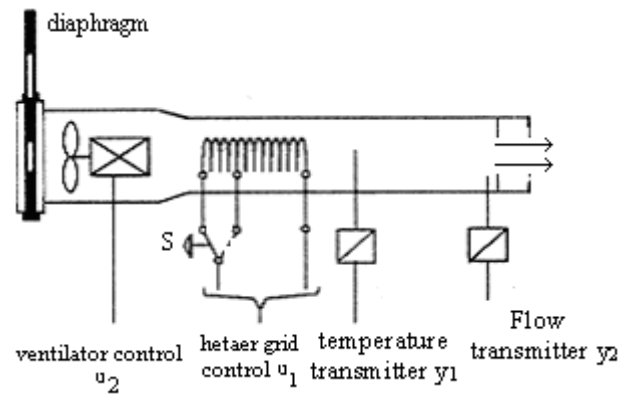 diaphragm
S
ventilator control
u2
hetaer grid
control u1
temperature
transmitter y1
Flow
transmitter y2